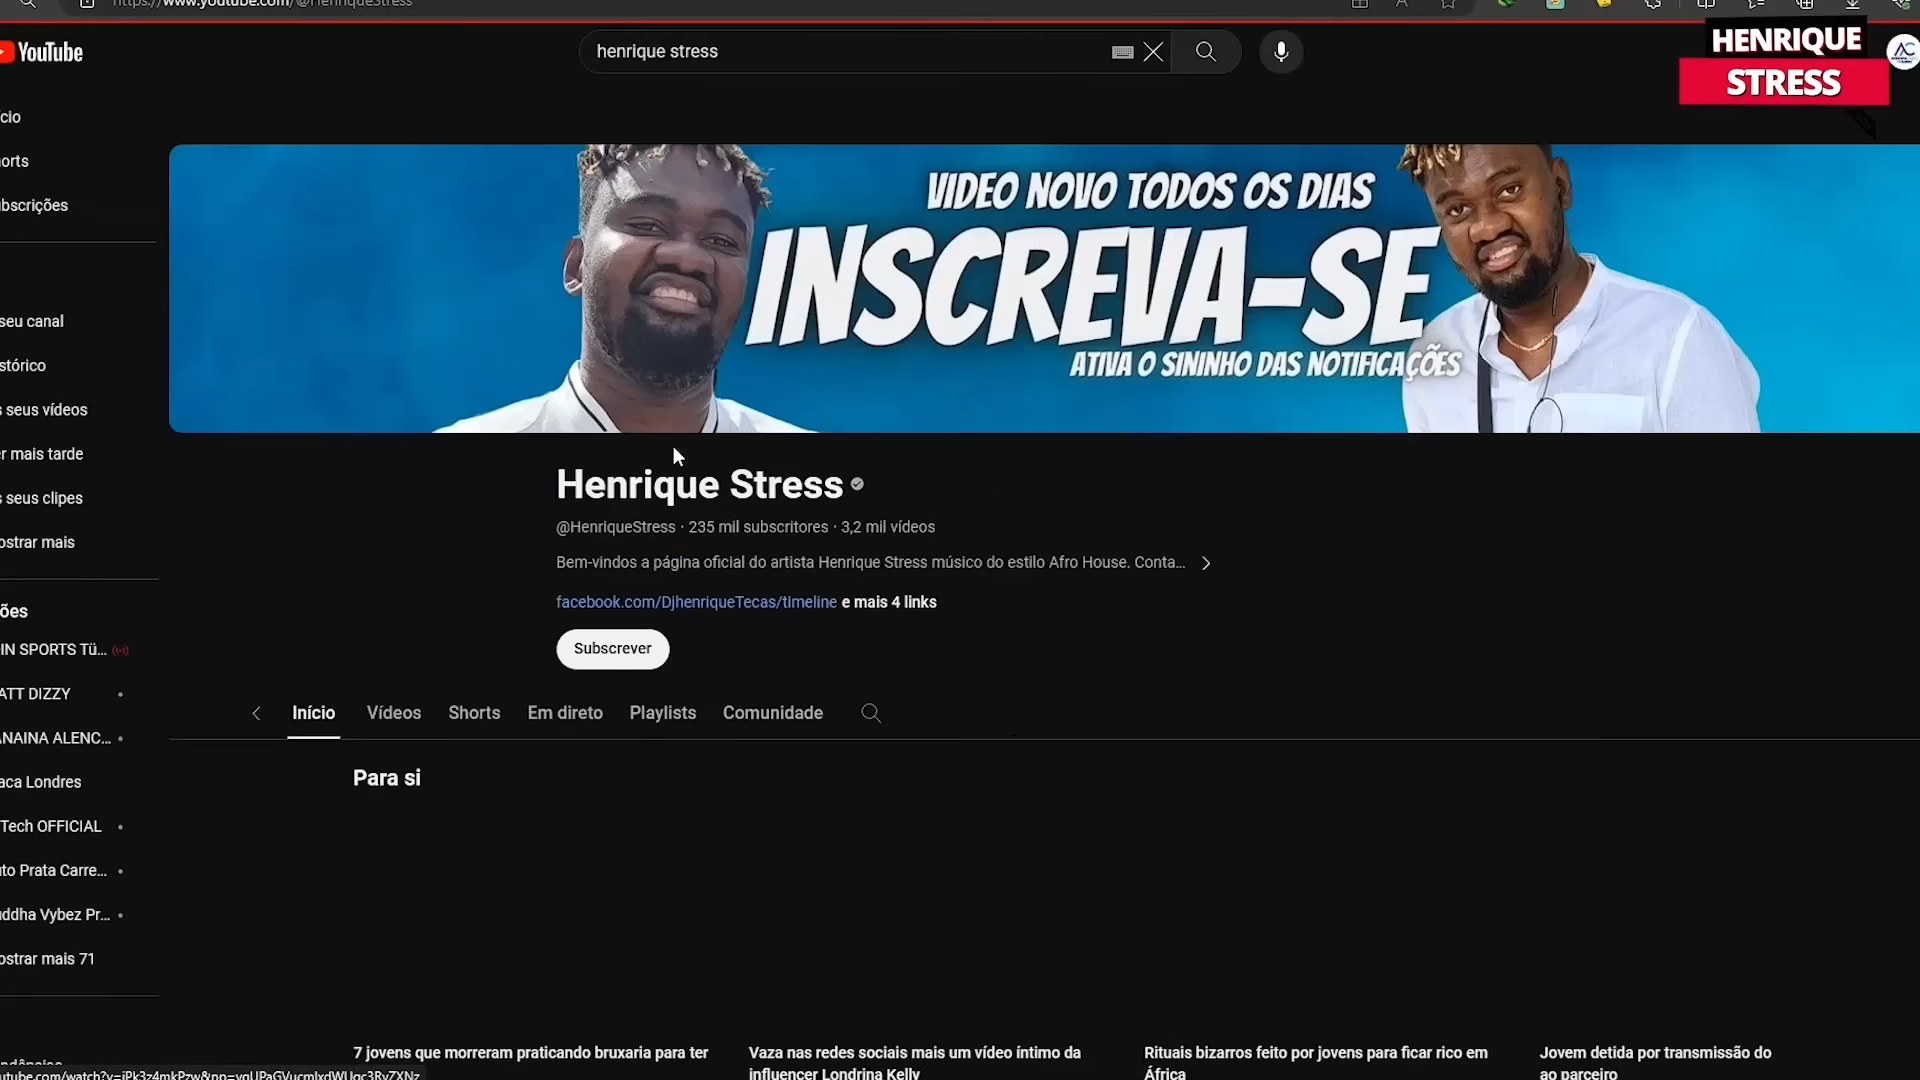 www.youtube.com/@HenriqueStress
YouTube
henrique stress
HENRIQUE
STRESS
VIDEO NOVO TODOS OS DIAS
INSCREVA-SE
ATIVA O SININHO DAS NOTIFICAÇÕES
cio
orts
bscrições
seu canal
stórico
s seus vídeos
r mais tarde
s seus clipes
ostrar mais
ões
IN SPORTS Tü...
ATT DIZZY
ANAINA ALENC...
aca Londres
Tech OFFICIAL
to Prata Carre...
uddha Vybez Pr...
ostrar mais 71
Henrique Stress
@HenriqueStress · 235 mil subscritores · 3,2 mil vídeos
Bem-vindos a página oficial do artista Henrique Stress músico do estilo Afro House. Conta...
facebook.com/DjhenriqueTecas/timeline e mais 4 links
Subscrever
Início Vídeos Shorts Em direto Playlists Comunidade
Para si
7 jovens que morreram praticando bruxaria para ter
Vaza nas redes sociais mais um vídeo íntimo da
influencer Londrina Kelly
Rituais bizarros feito por jovens para ficar rico em
África
Jovem detida por transmissão do
ao parceiro